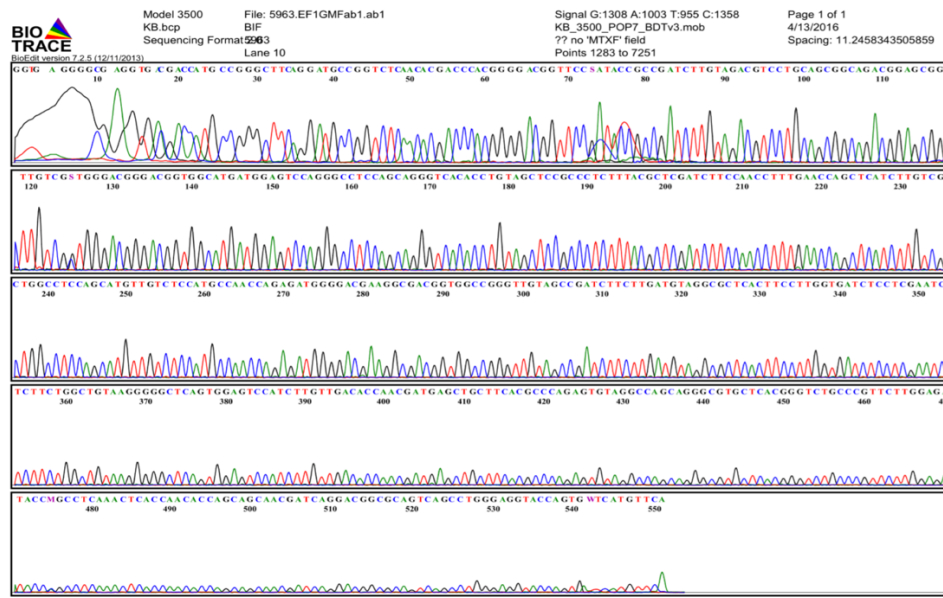 BIO
TRACE
BioEdit version 7.2.5 (12/11/2013)
Model 3500
KB.bcp
Sequencing Format
File: 5963.EF1GMFab1.ab1
BIF
Lane 10
Signal G:1308 A:1003 T:955 C:1358
KB_3500_POP7_BDTv3.mob
?? no 'MTXF' field
Points 1283 to 7251
Page 1 of 1
4/13/2016
Spacing: 11.2458343505859
GGTG AGGGGCG AGGTGACGACCATGCCGGGCTTCAGGATGCCGGTCTCAACACGACCCACGGGGACGGTTCCSATACCGCCGATCTTGTAGACGTCCTGCAGCGGCAGACGGAGCGG
10 20 30 40 50 60 70 80 90 100 110
TTGTCGSTGGGACGGGACGGTGGCATGATGGAGTCCAGGGCCTCCAGCAGGGTCACACCTGTAGCTCCGCCCTCTTTACGCTCGATCTTCCAACCTTTGAACCAGCTCATCTTGTCG
120 130 140 150 160 170 180 190 200 210 220 230
CTGGCCTCCAGCATGTTGTCTCCATGCCAACCAGAGATGGGGACGAAGGCGACGGTGGCCGGGTTGTAGCCGATCTTCTTGATGTAGGCGCTCACTTCCTTGGTGATCTCCTCGAATC
240 250 260 270 280 290 300 310 320 330 340 350
TCTTCTGGCTGTAAGGGGGCTCAGTGGAGTCCATCTTGTTGACACCAACGATGAGCTGCTTCACGCCCAGAGTGTAGGCCAGCAGGGCGTGCTCACGGGTCTGCCCGTTCTTGGAG
360 370 380 390 400 410 420 430 440 450 460
TACCMGCCTCAAACTCACCAACACCAGCAGCAACGATCAGGACGGCGCAGTCAGCCTGGGAGGTACCAGTGWTCATGTTCA
480 490 500 510 520 530 540 550